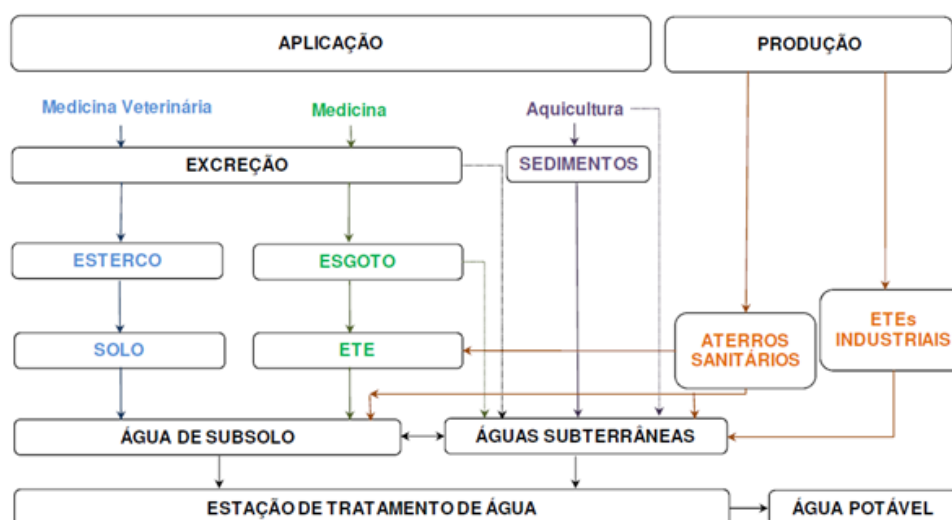 APLICAÇÃO
PRODUÇÃO
Medicina Veterinária
Medicina
Aquicultura
EXCREÇÃO
SEDIMENTOS
ESTERCO
ESGOTO
SOLO
ETE
ATERROS
SANITÁRIOS
ETEs
INDUSTRIAIS
ÁGUA DE SUBSOLO
ÁGUAS SUBTERRÂNEAS
ESTAÇÃO DE TRATAMENTO DE ÁGUA
ÁGUA POTÁVEL